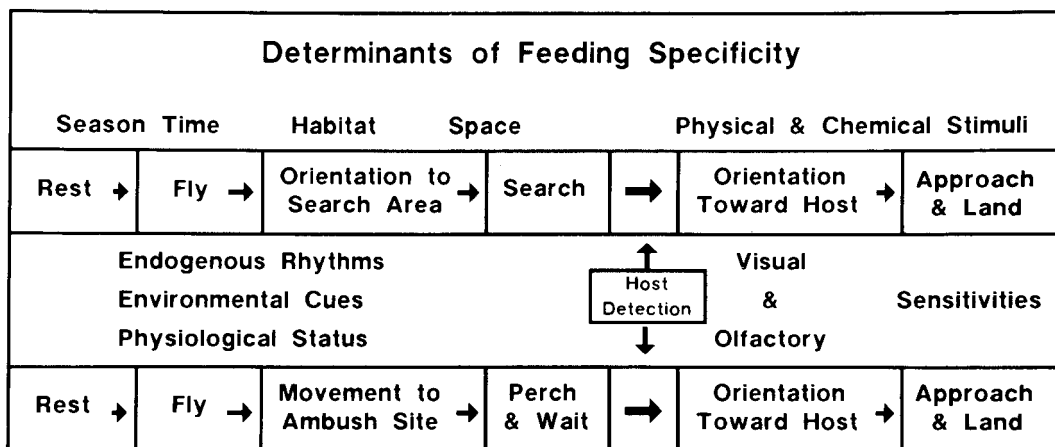 Determinants of Feeding Specificity
Season Time Habitat Space Physical & Chemical Stimuli
Rest Fly Orientation to Search Area Search Orientation Toward Host Approach & Land
Endogenous Rhythms Visual
Environmental Cues Host Detection & Sensitivities
Physiological Status Olfactory
Rest Fly Movement to Ambush Site Perch & Wait Orientation Toward Host Approach & Land